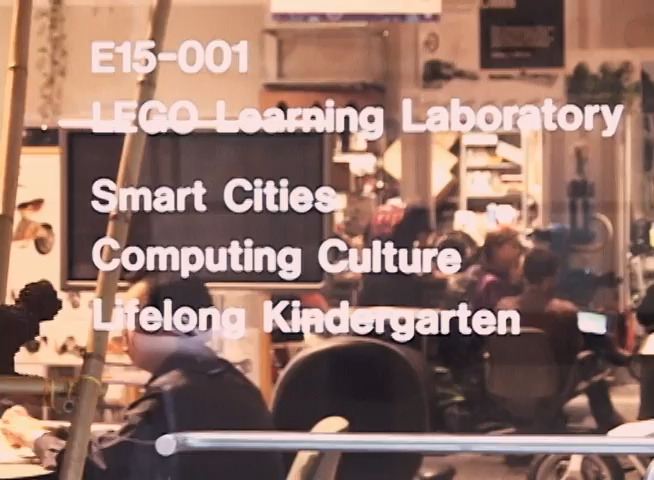 E15-001
LEGO Learning Laboratory
Smart Cities
Computing Culture
Lifelong Kindergarten